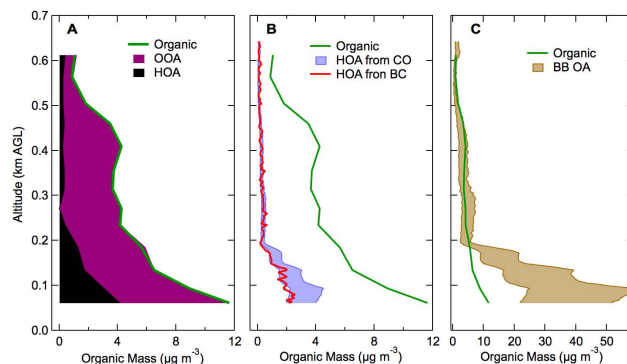 A
Organic
OOA
HOA
B
Organic
HOA from CO
HOA fron BC
C
Organic
BB OA
0.7
0.6
0.5
0.4
0.3
0.2
0.1
0.0
Altitude (km AGL)
0 4 8 12
0 4 8 12
0 10 20 30 40 50
Organic Mass (µg m⁻³)
Organic Mass (µg m⁻³)
Organic Mass (µg m⁻³)